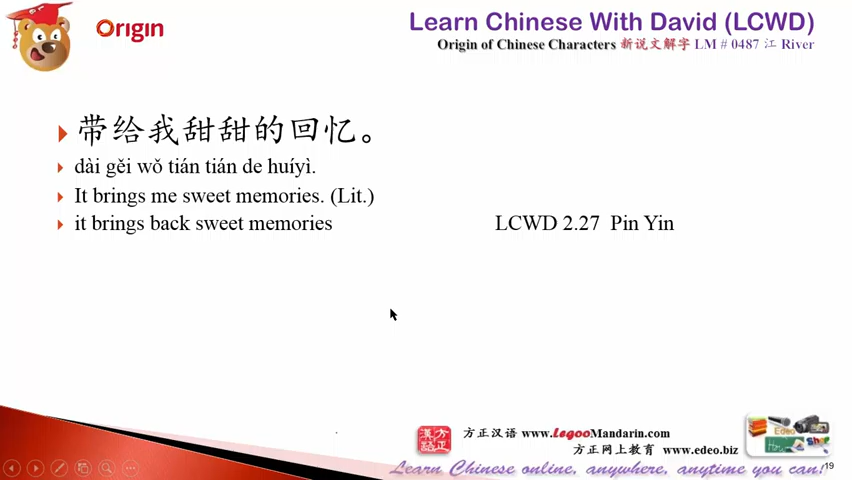 Origin
Learn Chinese With David (LCWD)
Origin of Chinese Characters 新说文解字 LM # 0487 江 River
带给我甜甜的回忆。
dài gěi wǒ tián tián de huíyì.
It brings me sweet memories. (Lit.)
it brings back sweet memories
LCWD 2.27 Pin Yin
方正汉语 www.LegooMandarin.com
方正网上教育 www.edeo.biz
Learn Chinese online, anywhere, anytime you can!
19